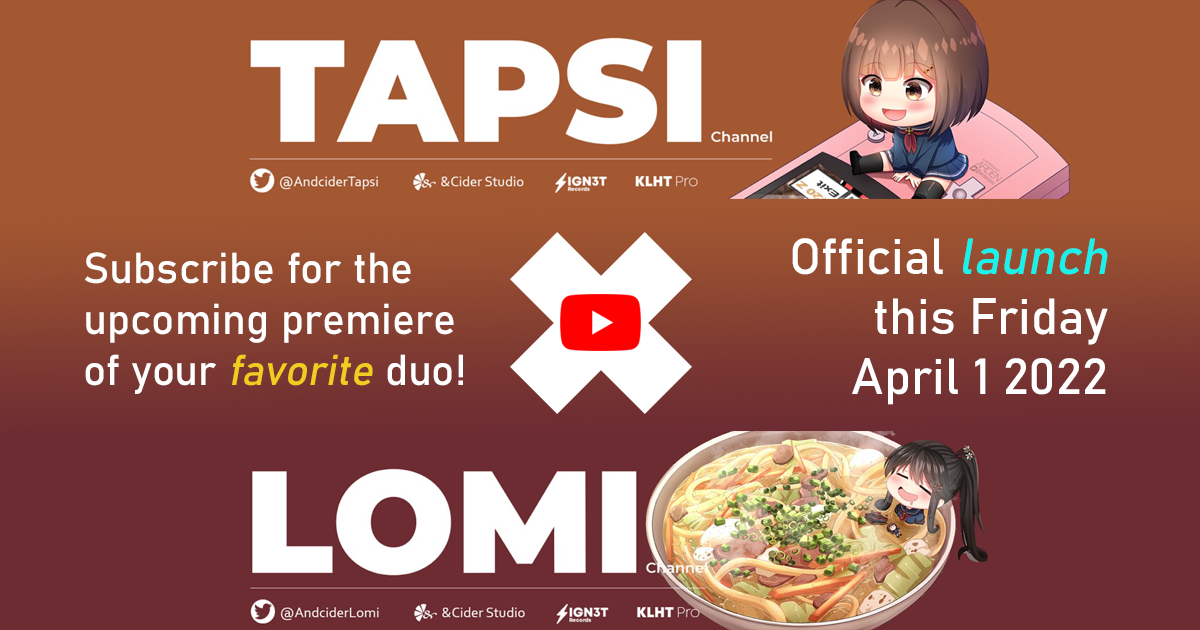 TAPSI
Channel
@AndciderTapsi &Cider Studio IGN3T Records KLHT Pro
Exit
Subscribe for the
upcoming premiere
of your favorite duo!
Official launch
this Friday
April 1 2022
LOMI
Channel
@AndciderLomi &Cider Studio IGN3T Records KLHT Pro